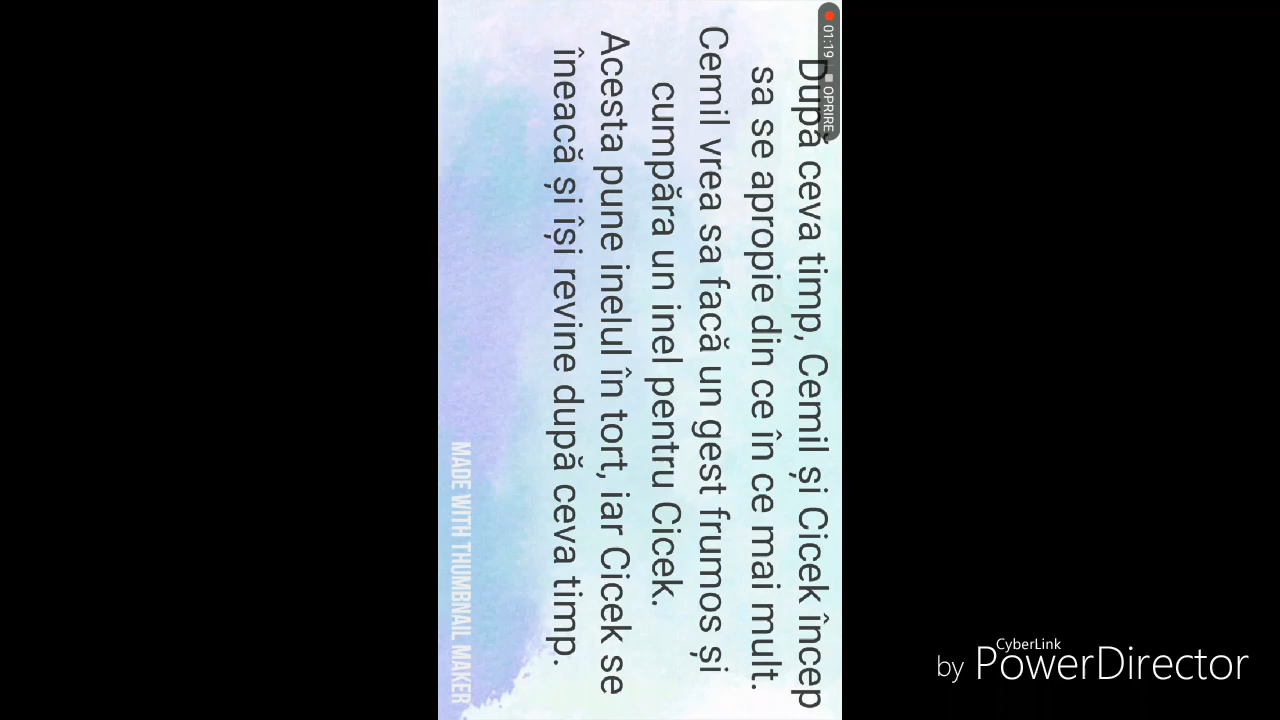 01:19 OPRIRE
După ceva timp, Cemil și Cicek încep
sa se apropie din ce în ce mai mult.
Cemil vrea sa facă un gest frumos și
cumpăra un inel pentru Cicek.
Acesta pune inelul în tort, iar Cicek se
îneacă și își revine după ceva timp.
MADE WITH THUMBNAIL MAKER
CyberLink
by PowerDirector